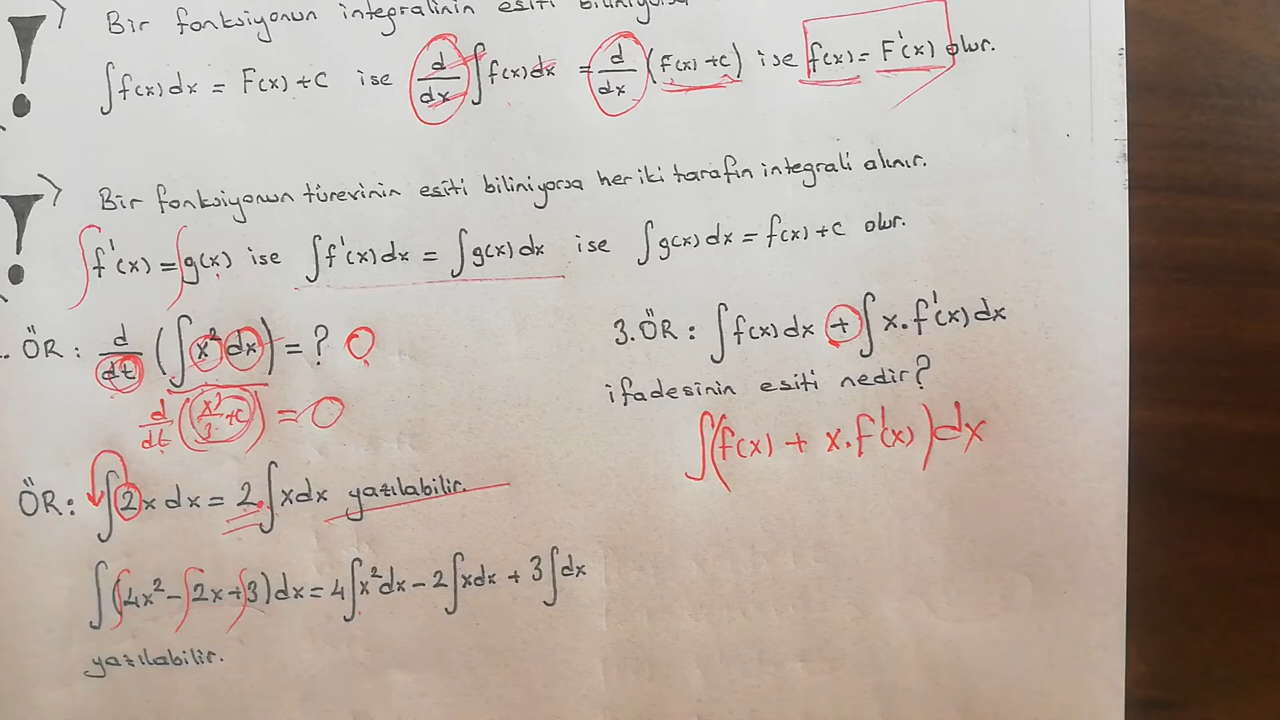 ! Bir fonksiyonun integralinin eşiti biliniyorsa
∫f(x)dx = F(x)+C ise d/dx ∫f(x)dx = d/dx (F(x)+C) ise f(x) = F'(x) olur.
! Bir fonksiyonun türevinin eşiti biliniyorsa her iki tarafın integrali alınır.
∫f'(x) = ∫g(x) ise ∫f'(x)dx = ∫g(x)dx ise ∫g(x)dx = f(x)+C olur.
ÖR: d/dt (∫x² dx) = ? 0
d/dt (x³/3 + C) = 0
ÖR: ∫2x dx = 2.∫xdx yazılabilir.
∫(4x² - 2x + 3)dx = 4∫x²dx - 2∫xdx + 3∫dx
yazılabilir.
3. ÖR: ∫f(x)dx + ∫x.f'(x)dx
ifadesinin eşiti nedir?
∫(f(x) + x.f'(x))dx